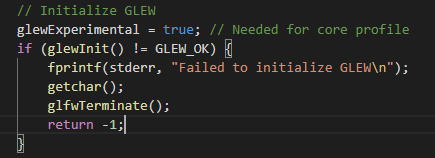 // Initialize GLEW
glewExperimental = true; // Needed for core profile
if (glewInit() != GLEW_OK) {
    fprintf(stderr, "Failed to initialize GLEW\n");
    getchar();
    glfwTerminate();
    return -1;
}